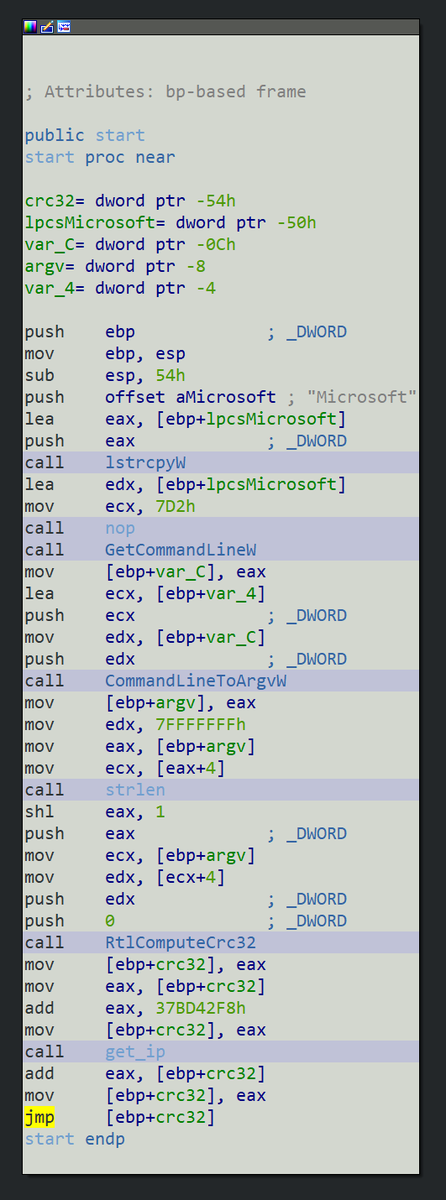 ; Attributes: bp-based frame
public start
start proc near
crc32= dword ptr -54h
lpcsMicrosoft= dword ptr -50h
var_C= dword ptr -0Ch
argv= dword ptr -8
var_4= dword ptr -4
push ebp ; _DWORD
mov ebp, esp
sub esp, 54h
push offset aMicrosoft ; "Microsoft"
lea eax, [ebp+lpcsMicrosoft]
push eax ; _DWORD
call lstrcpyW
lea edx, [ebp+lpcsMicrosoft]
mov ecx, 7D2h
call nop
call GetCommandLineW
mov [ebp+var_C], eax
lea ecx, [ebp+var_4]
push ecx ; _DWORD
mov edx, [ebp+var_C]
push edx ; _DWORD
call CommandLineToArgvW
mov [ebp+argv], eax
mov edx, 7FFFFFFFh
mov eax, [ebp+argv]
mov ecx, [eax+4]
call strlen
shl eax, 1
push eax ; _DWORD
mov ecx, [ebp+argv]
mov edx, [ecx+4]
push edx ; _DWORD
push 0 ; _DWORD
call RtlComputeCrc32
mov [ebp+crc32], eax
mov eax, [ebp+crc32]
add eax, 37BD42F8h
mov [ebp+crc32], eax
call get_ip
add eax, [ebp+crc32]
mov [ebp+crc32], eax
jmp [ebp+crc32]
start endp